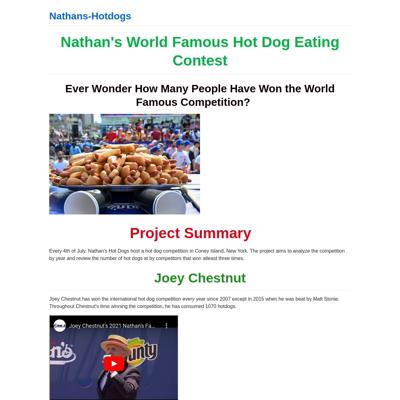 Nathans-Hotdogs
Nathan's World Famous Hot Dog Eating
Contest
Ever Wonder How Many People Have Won the World
Famous Competition?
Project Summary
Every 4th of July, Nathan's Hot Dogs host a hot dog competition in Coney Island, New York. The project aims to analyze the competition
by year and review the number of hot dogs at by competitors that won atleast three times.
Joey Chestnut
Joey Chestnut has won the international hot dog competition every year since 2007 except in 2015 when he was beat by Matt Stonie.
Throughout Chestnut's time winning the competition, he has consumed 1070 hotdogs.
Joey Chestnut's 2021 Nathan's Fa...